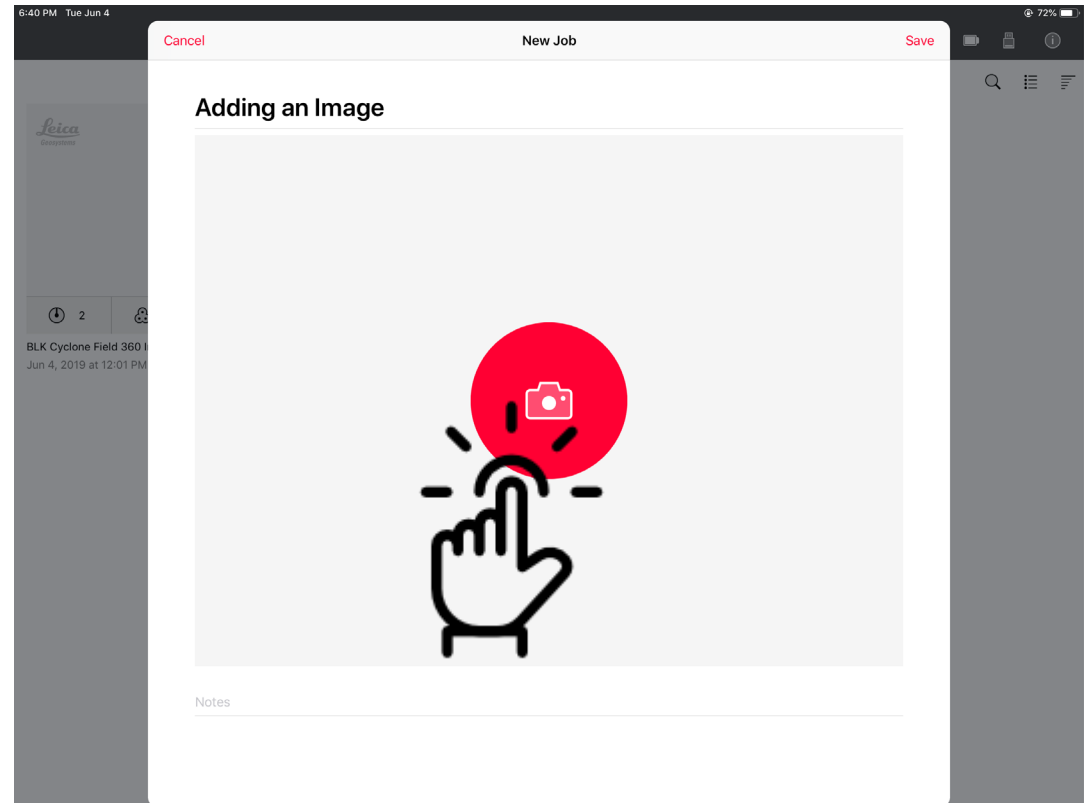 6:40 PM Tue Jun 4
72%
Cancel
New Job
Save
Adding an Image
Leica
Geosystems
2
BLK Cyclone Field 360
Jun 4, 2019 at 12:01 PM
Notes